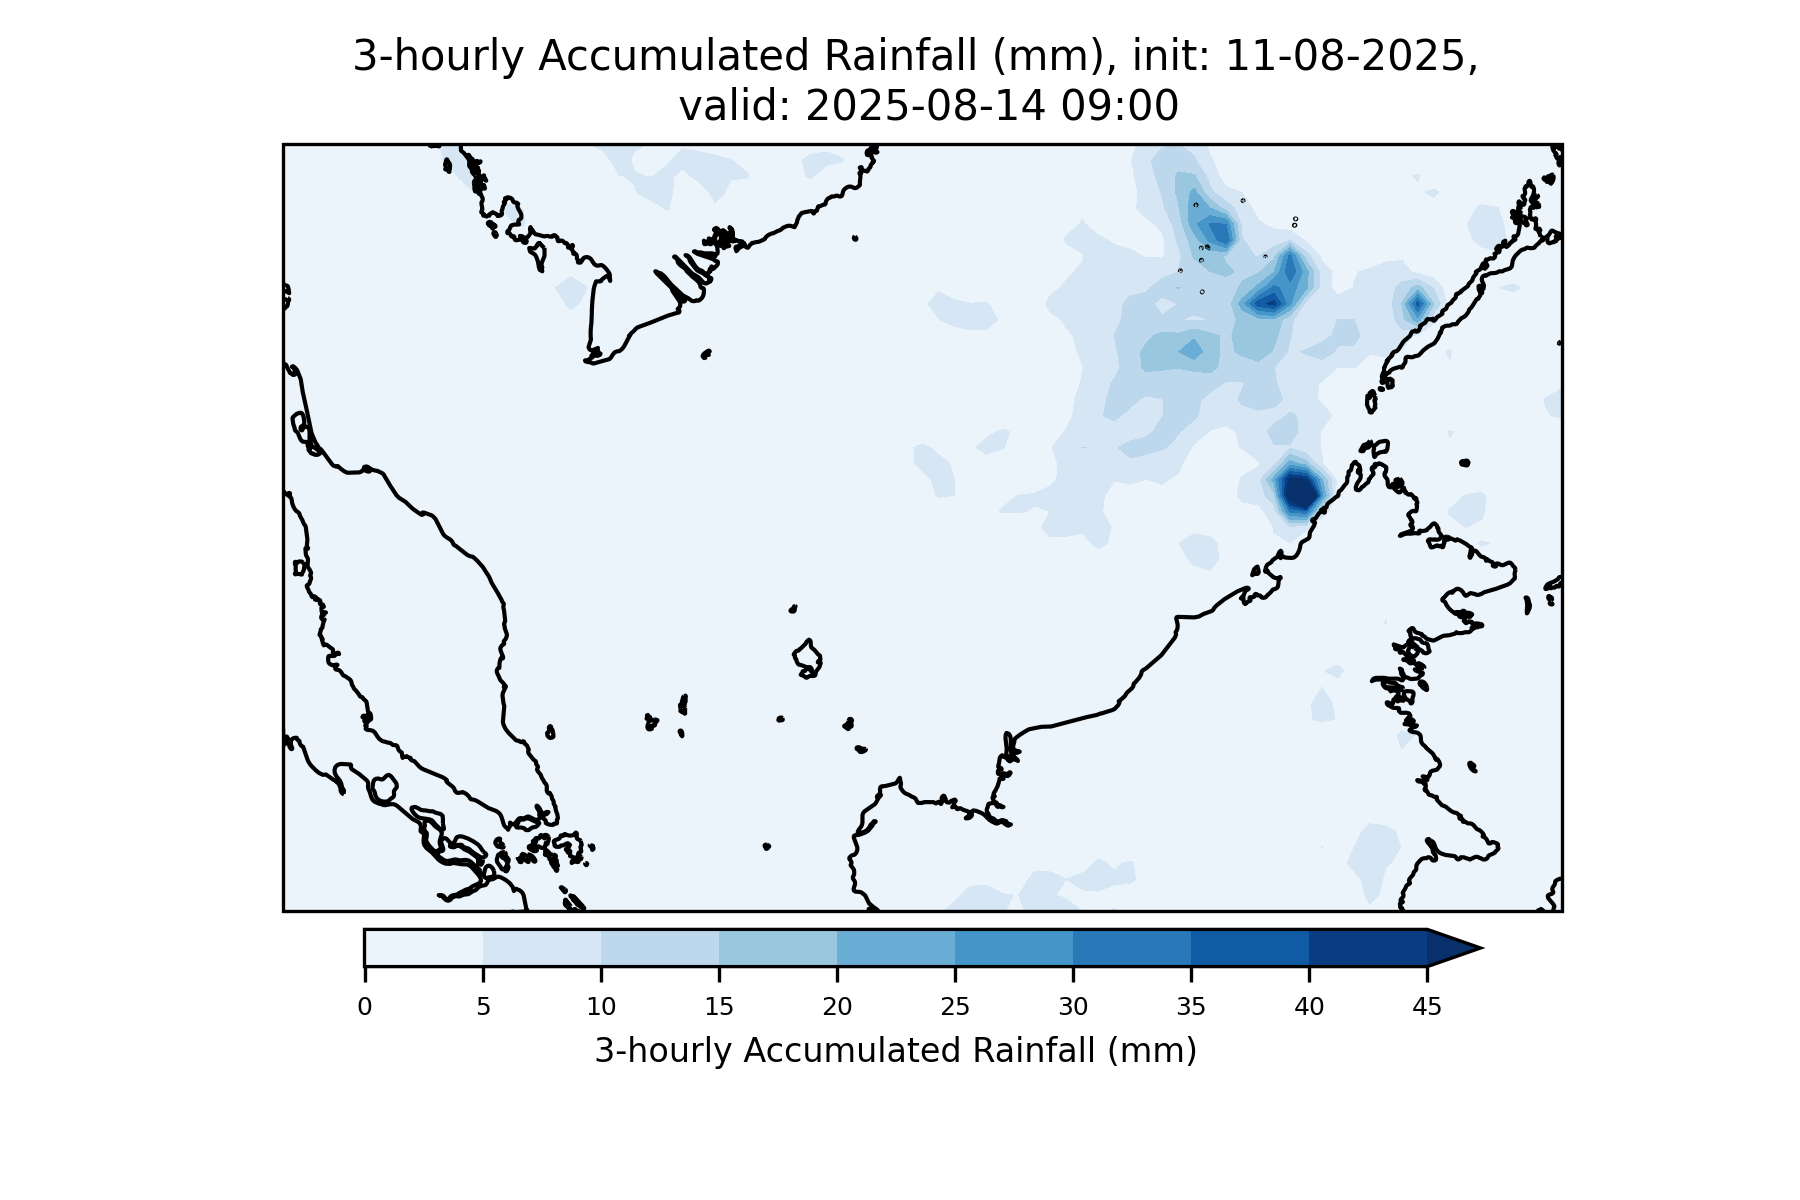 3-hourly Accumulated Rainfall (mm), init: 11-08-2025,
valid: 2025-08-14 09:00
0 5 10 15 20 25 30 35 40 45
3-hourly Accumulated Rainfall (mm)